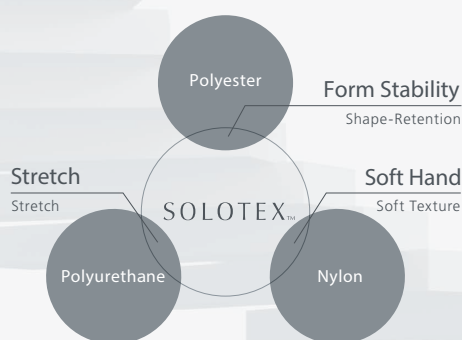 Polyester
Form Stability
Shape-Retention
Stretch
Stretch
Soft Hand
Soft Texture
SOLOTEX™
Polyurethane
Nylon